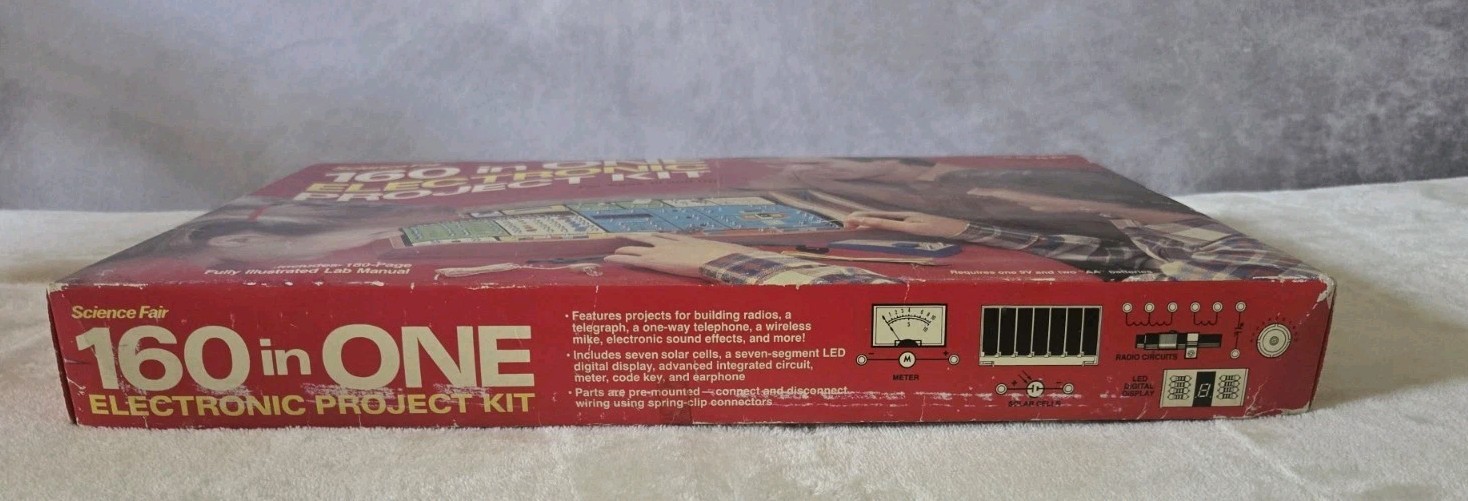 160 in ONE
ELECTRONIC
PROJECT KIT
Includes 160-Page
Fully Illustrated Lab Manual
Requires one 9V and two "AA" batteries
Science Fair
160 in ONE
ELECTRONIC PROJECT KIT
• Features projects for building radios, a
telegraph, a one-way telephone, a wireless
mike, electronic sound effects, and more!
• Includes seven solar cells, a seven-segment LED
digital display, advanced integrated circuit,
meter, code key, and earphone
• Parts are pre-mounted—connect and disconnect
wiring using spring-clip connectors
M
METER
SOLAR CELLS
RADIO CIRCUITS
LED
DIGITAL
DISPLAY